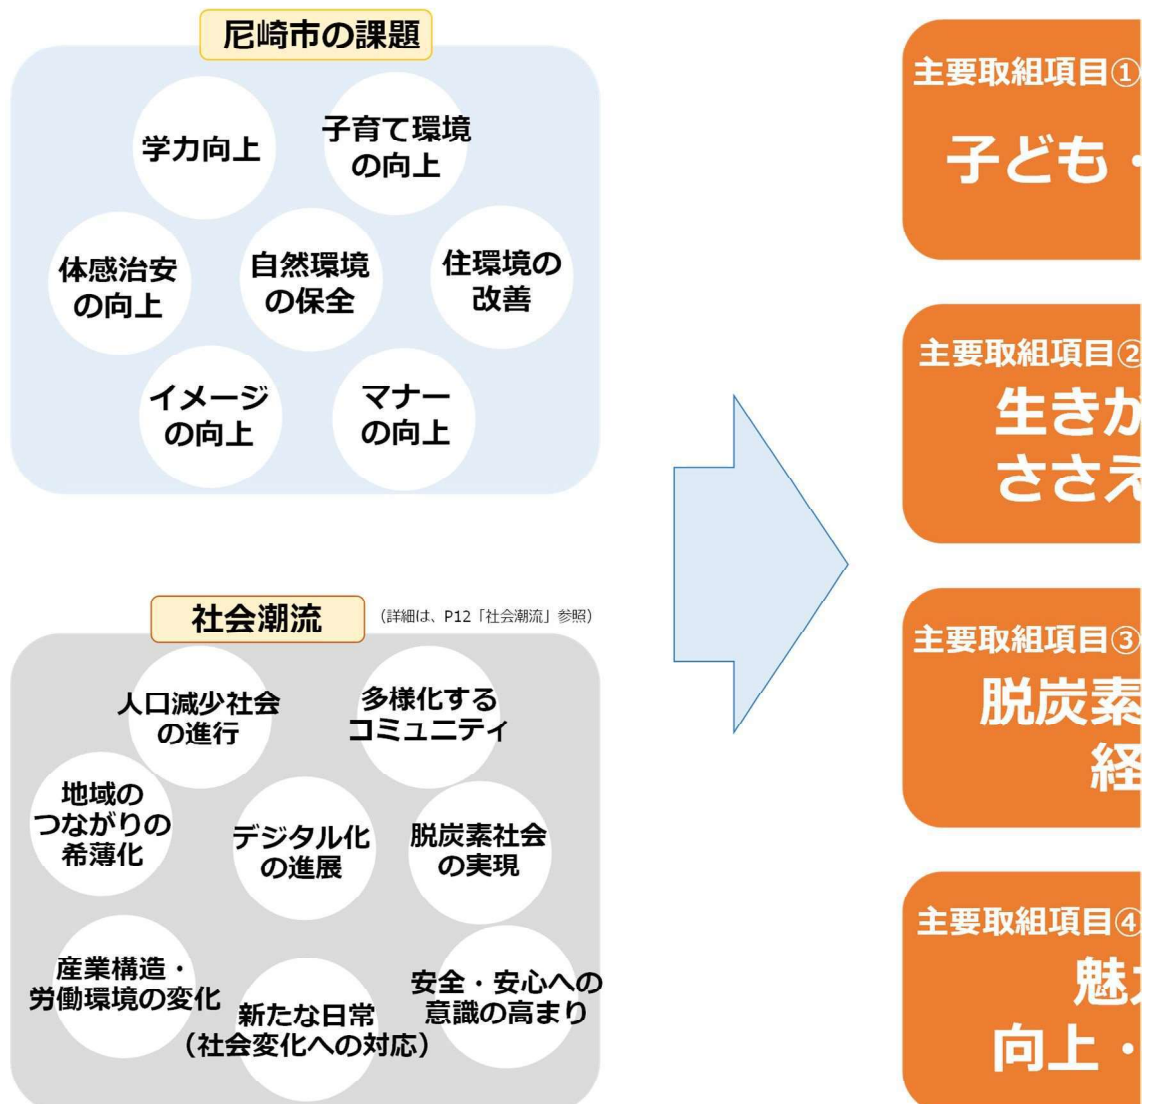 尼崎市の課題
学力向上
子育て環境
の向上
体感治安
の向上
自然環境
の保全
住環境の
改善
イメージ
の向上
マナー
の向上
社会潮流
(詳細は、P12「社会潮流」参照)
人口減少社会
の進行
多様化する
コミュニティ
地域の
つながりの
希薄化
デジタル化
の進展
脱炭素社会
の実現
産業構造・
労働環境の変化
新たな日常
(社会変化への対応)
安全・安心への
意識の高まり
主要取組項目①
子ども・
主要取組項目②
生きが
ささえ
主要取組項目③
脱炭素
経
主要取組項目④
魅
向上・